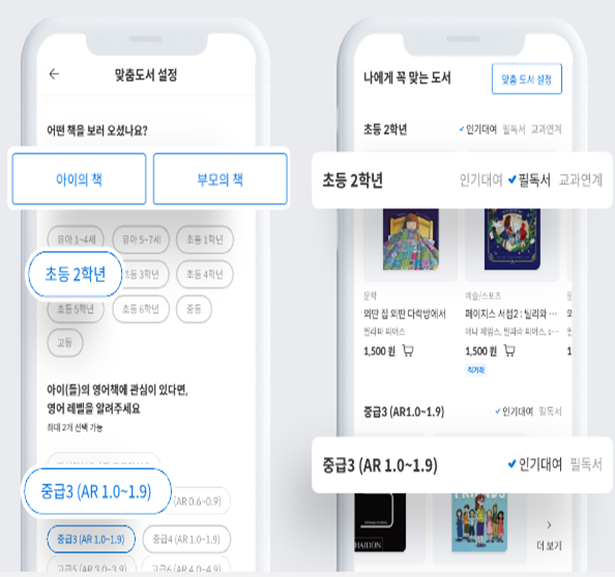 맞춤도서 설정
어떤 책을 보러 오셨나요?
아이의 책
부모의 책
유아 1~4세
유아 5~7세
초등 1학년
초등 2학년
초등 3학년
초등 4학년
초등 5학년
초등 6학년
중등
고등
아이(들)의 영어책에 관심이 있다면,
영어 레벨을 알려주세요
최대 2개 선택 가능
중급3 (AR 1.0~1.9)
(AR 0.6~0.9)
중급3 (AR 1.0~1.9)
중급4 (AR 1.0~1.9)
고급5 (AR 3.0~3.9)
고급6 (AR 4.0~4.9)
나에게 꼭 맞는 도서
맞춤 도서 설정
초등 2학년
인기대여 필독서 교과연계
초등 2학년
인기대여 필독서 교과연계
문학
예술/스포츠
외딴 집 외딴 다락방에서
페이지스 서점2 : 틸리와 ···
필리파 피어스
애나 제임스, 필파라 피어스, s···
1,500 원
1,500 원
1
직거래
중급3 (AR1.0~1.9)
인기대여 필독서
중급3 (AR 1.0~1.9)
인기대여 필독서
HAIDON
FRIENDS
더 보기